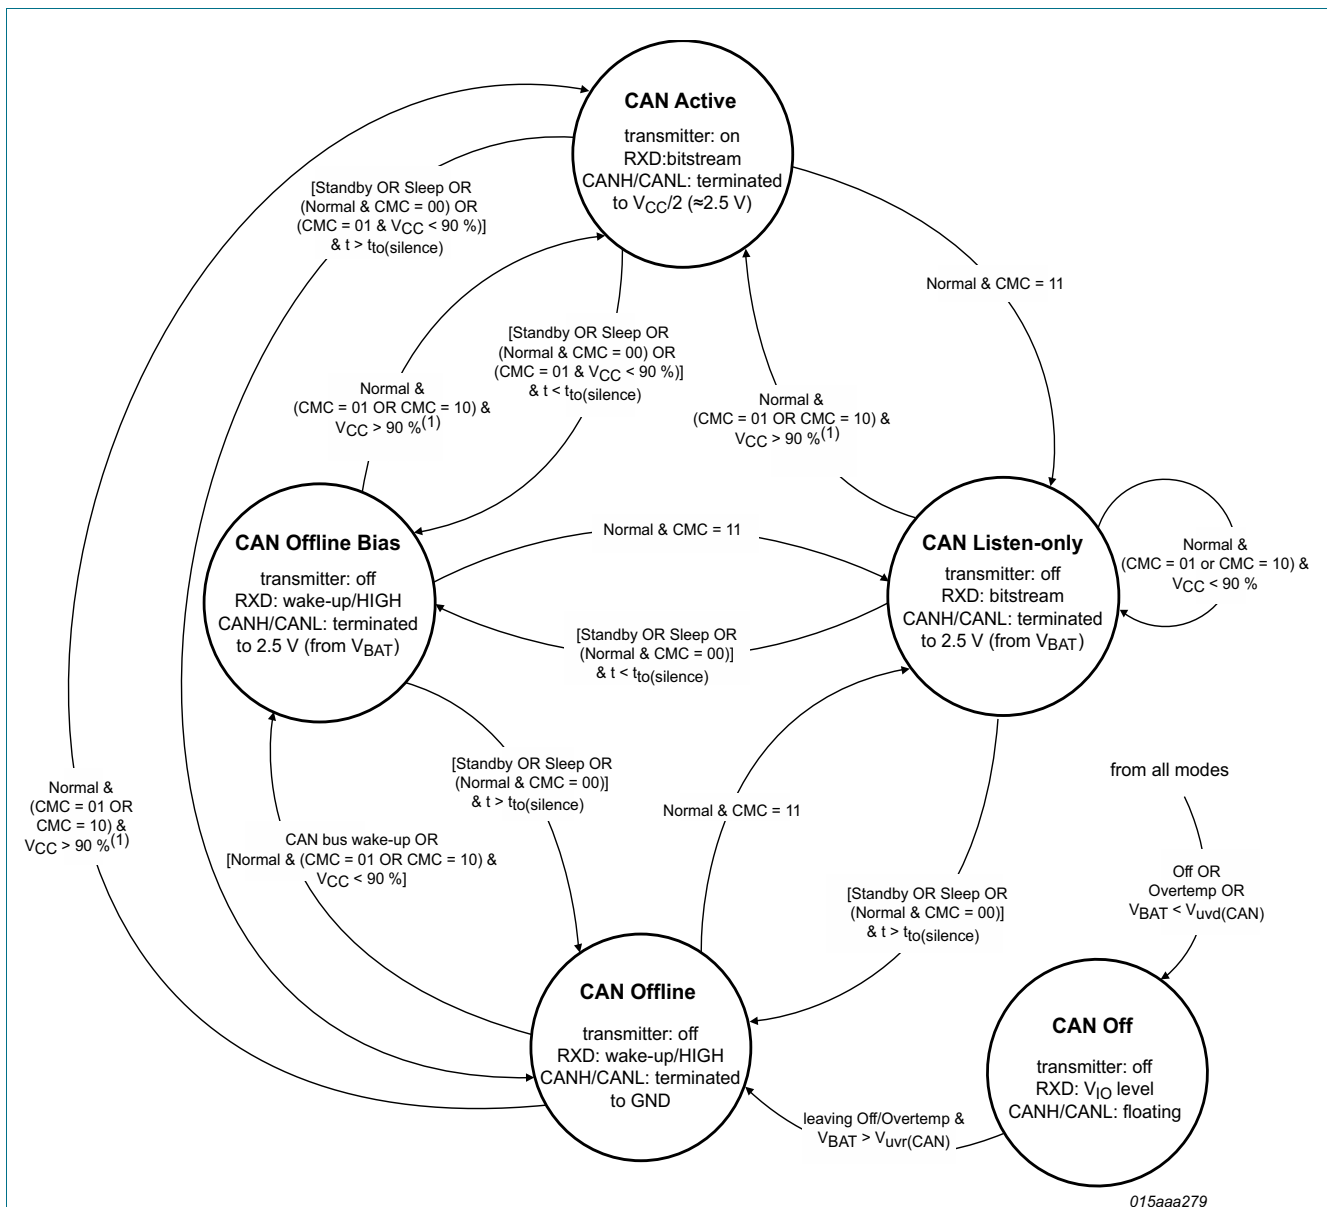 CAN Active
transmitter: on
RXD:bitstream
CANH/CANL: terminated
to VCC/2 (≈2.5 V)
[Standby OR Sleep OR
(Normal & CMC = 00) OR
(CMC = 01 & VCC < 90 %)]
& t > tto(silence)
Normal & CMC = 11
[Standby OR Sleep OR
(Normal & CMC = 00) OR
(CMC = 01 & VCC < 90 %)]
& t < tto(silence)
Normal &
(CMC = 01 OR CMC = 10) &
VCC > 90 %(1)
Normal &
(CMC = 01 OR CMC = 10) &
VCC > 90 %(1)
CAN Offline Bias
transmitter: off
RXD: wake-up/HIGH
CANH/CANL: terminated
to 2.5 V (from VBAT)
Normal & CMC = 11
CAN Listen-only
transmitter: off
RXD: bitstream
CANH/CANL: terminated
to 2.5 V (from VBAT)
Normal &
(CMC = 01 or CMC = 10) &
VCC < 90 %
[Standby OR Sleep OR
(Normal & CMC = 00)]
& t < tto(silence)
[Standby OR Sleep OR
(Normal & CMC = 00)]
& t > tto(silence)
from all modes
Normal &
(CMC = 01 OR
CMC = 10) &
VCC > 90 %(1)
Normal & CMC = 11
CAN bus wake-up OR
[Normal & (CMC = 01 OR CMC = 10) &
VCC < 90 %]
[Standby OR Sleep OR
(Normal & CMC = 00)]
& t > tto(silence)
Off OR
Overtemp OR
VBAT < Vuvd(CAN)
CAN Offline
transmitter: off
RXD: wake-up/HIGH
CANH/CANL: terminated
to GND
CAN Off
transmitter: off
RXD: VIO level
CANH/CANL: floating
leaving Off/Overtemp &
VBAT > Vuvr(CAN)
015aaa279